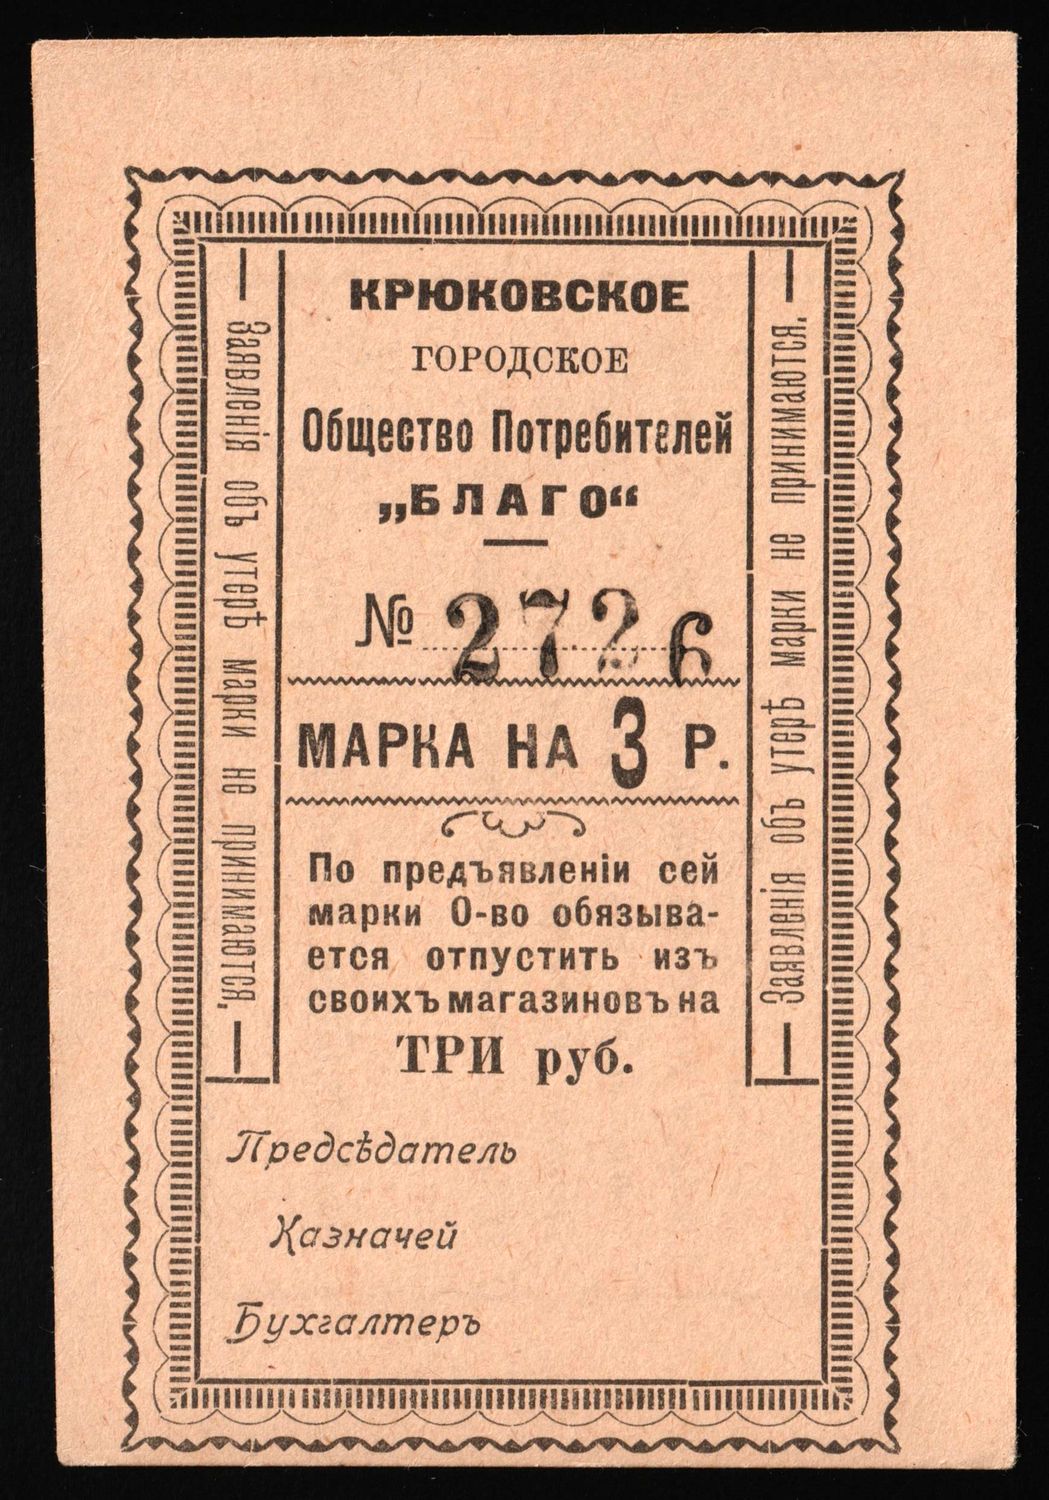 КРЮКОВСКОЕ
ГОРОДСКОЕ
Общество Потребителей
„БЛАГО“
№ 2726
МАРКА НА 3 Р.
По предъявленіи сей
марки О-во обязыва-
ется отпустить изъ
своихъ магазиновъ на
ТРИ руб.
Заявленія объ утерѣ марки не принимаются.
Заявленія объ утерѣ марки не принимаются.
Предсѣдатель
Казначей
Бухгалтеръ